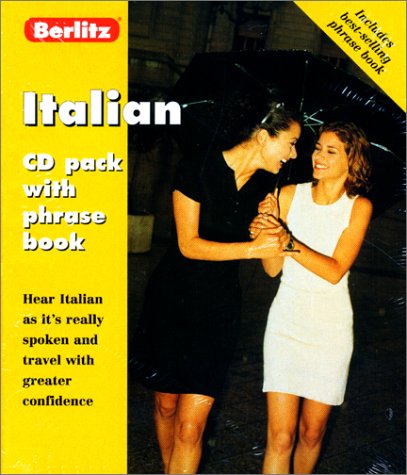 Berlitz
Includes
best-selling
phrase book
Italian
CD pack
with
phrase
book
Hear Italian
as it's really
spoken and
travel with
greater
confidence